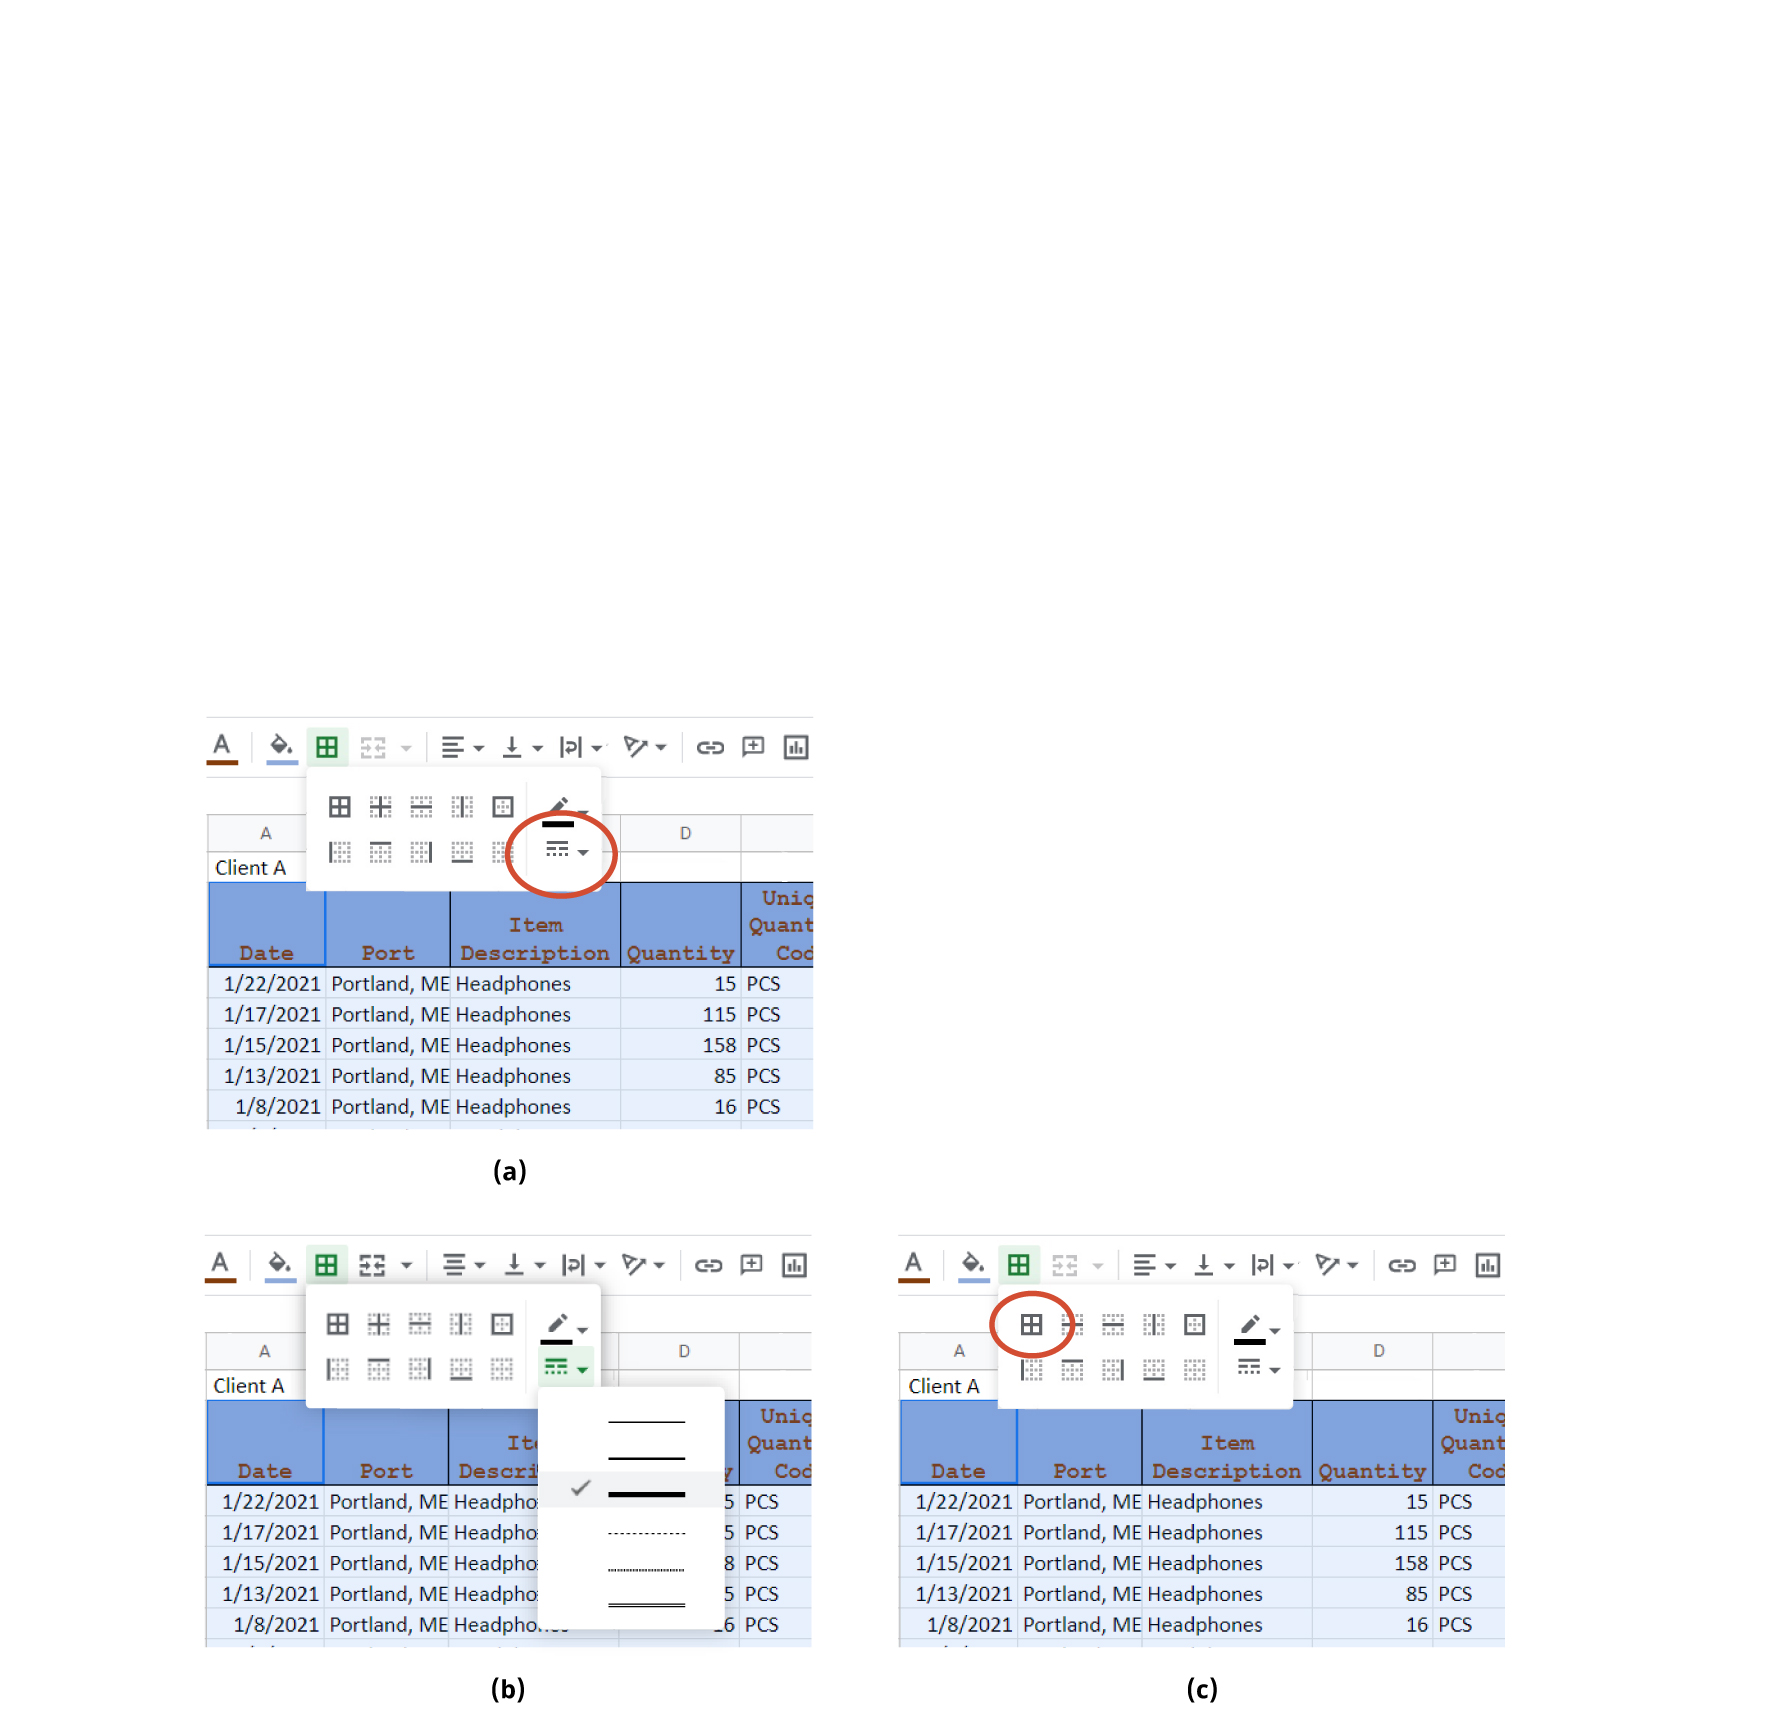 A
A D
Client A
Uniq
Item Quant
Date Port Description Quantity Cod
1/22/2021 Portland, ME Headphones 15 PCS
1/17/2021 Portland, ME Headphones 115 PCS
1/15/2021 Portland, ME Headphones 158 PCS
1/13/2021 Portland, ME Headphones 85 PCS
1/8/2021 Portland, ME Headphones 16 PCS
(a)
A
A D
Client A
Uniq
Ite Quant
Date Port Descri y Cod
1/22/2021 Portland, ME Headpho 5 PCS
1/17/2021 Portland, ME Headpho 5 PCS
1/15/2021 Portland, ME Headpho 8 PCS
1/13/2021 Portland, ME Headpho 5 PCS
1/8/2021 Portland, ME Headpho 16 PCS
(b)
A
A D
Client A
Uniq
Item Quant
Date Port Description Quantity Cod
1/22/2021 Portland, ME Headphones 15 PCS
1/17/2021 Portland, ME Headphones 115 PCS
1/15/2021 Portland, ME Headphones 158 PCS
1/13/2021 Portland, ME Headphones 85 PCS
1/8/2021 Portland, ME Headphones 16 PCS
(c)